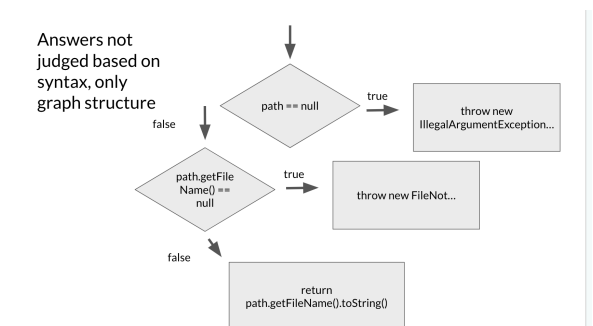 Answers not
judged based on
syntax, only
graph structure
path == null
true
throw new
IllegalArgumentException...
false
path.getFile
Name() ==
null
true
throw new FileNot...
false
return
path.getFileName().toString()